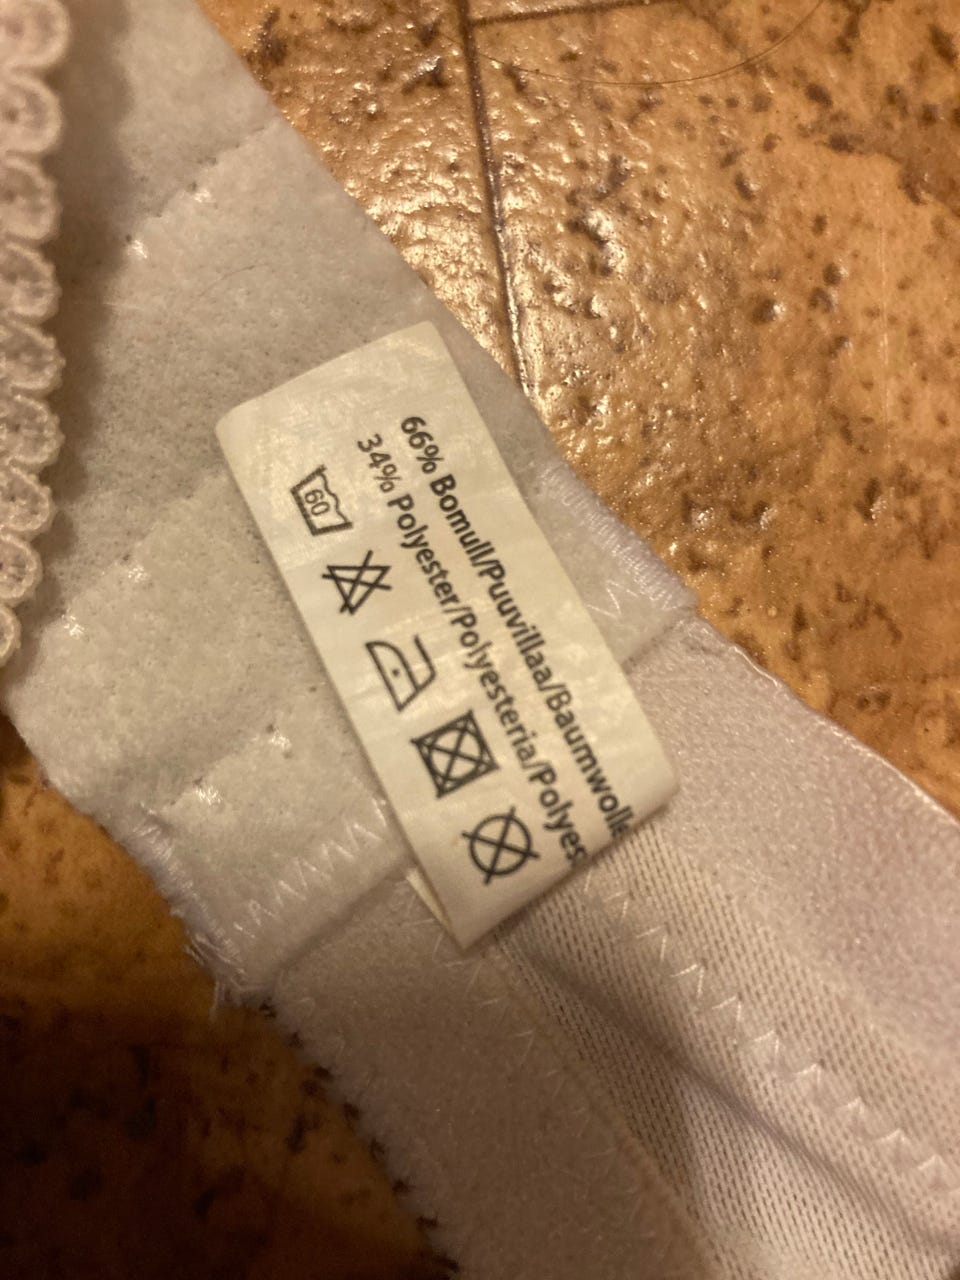 66% Bomull/Puuvillaa/Baumwolle
34% Polyester/Polyesteria/Polyes
60